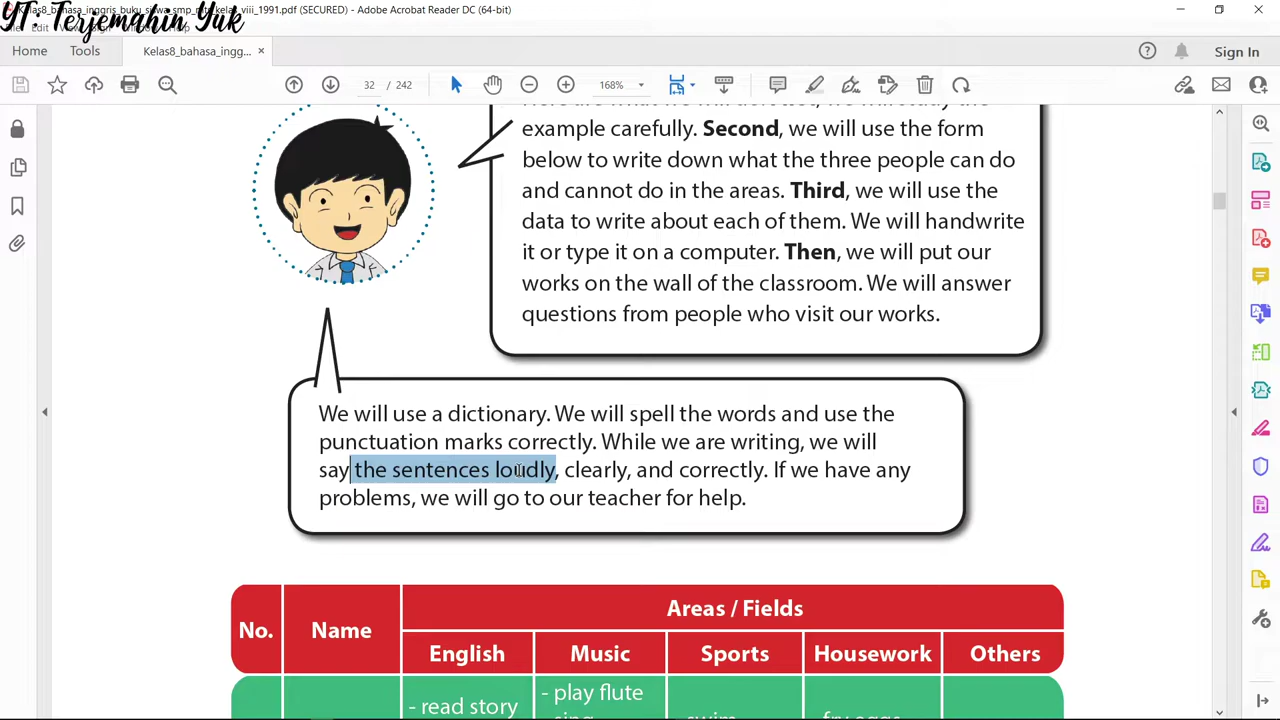 YT: Terjemahin Yuk
Kelas8_bahasa_inggris_buku_siswa_smp_mts_kelas_viii_1991.pdf (SECURED) - Adobe Acrobat Reader DC (64-bit)
Home Tools Kelas8_bahasa_ingg... Sign In
32 / 242 168%
example carefully. Second, we will use the form
below to write down what the three people can do
and cannot do in the areas. Third, we will use the
data to write about each of them. We will handwrite
it or type it on a computer. Then, we will put our
works on the wall of the classroom. We will answer
questions from people who visit our works.
We will use a dictionary. We will spell the words and use the
punctuation marks correctly. While we are writing, we will
say the sentences loudly, clearly, and correctly. If we have any
problems, we will go to our teacher for help.
No. Name Areas / Fields
English Music Sports Housework Others
- read story - play flute